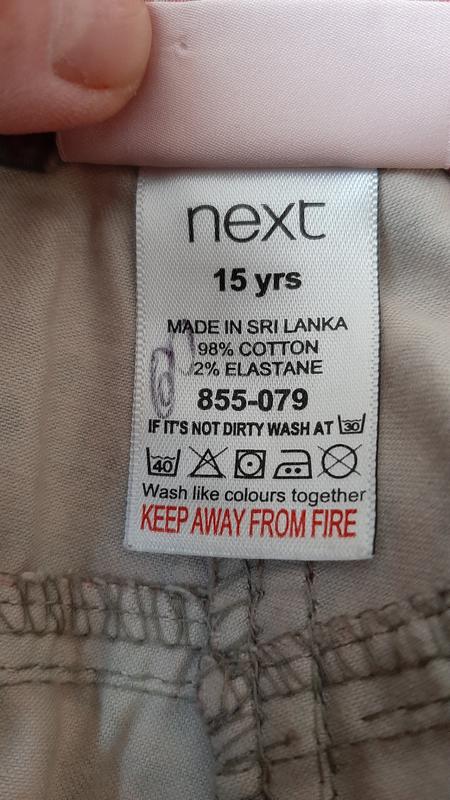 next
15 yrs
MADE IN SRI LANKA
98% COTTON
2% ELASTANE
855-079
IF IT'S NOT DIRTY WASH AT 30
40
Wash like colours together
KEEP AWAY FROM FIRE